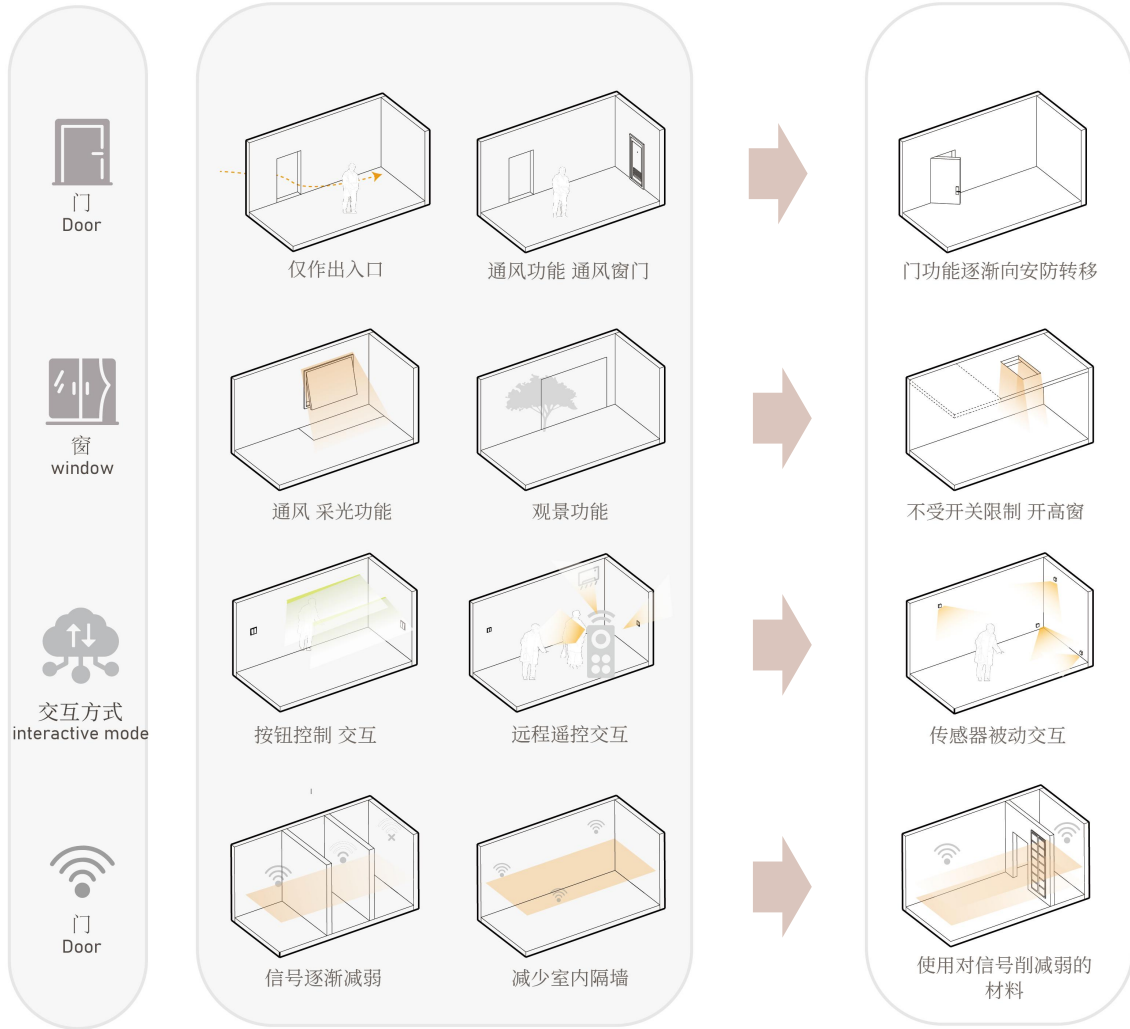 门
Door
仅作出入口
通风功能 通风窗门
门功能逐渐向安防转移
窗
window
通风 采光功能
观景功能
不受开关限制 开高窗
交互方式
interactive mode
按钮控制 交互
远程遥控交互
传感器被动交互
门
Door
信号逐渐减弱
减少室内隔墙
使用对信号削减弱的
材料